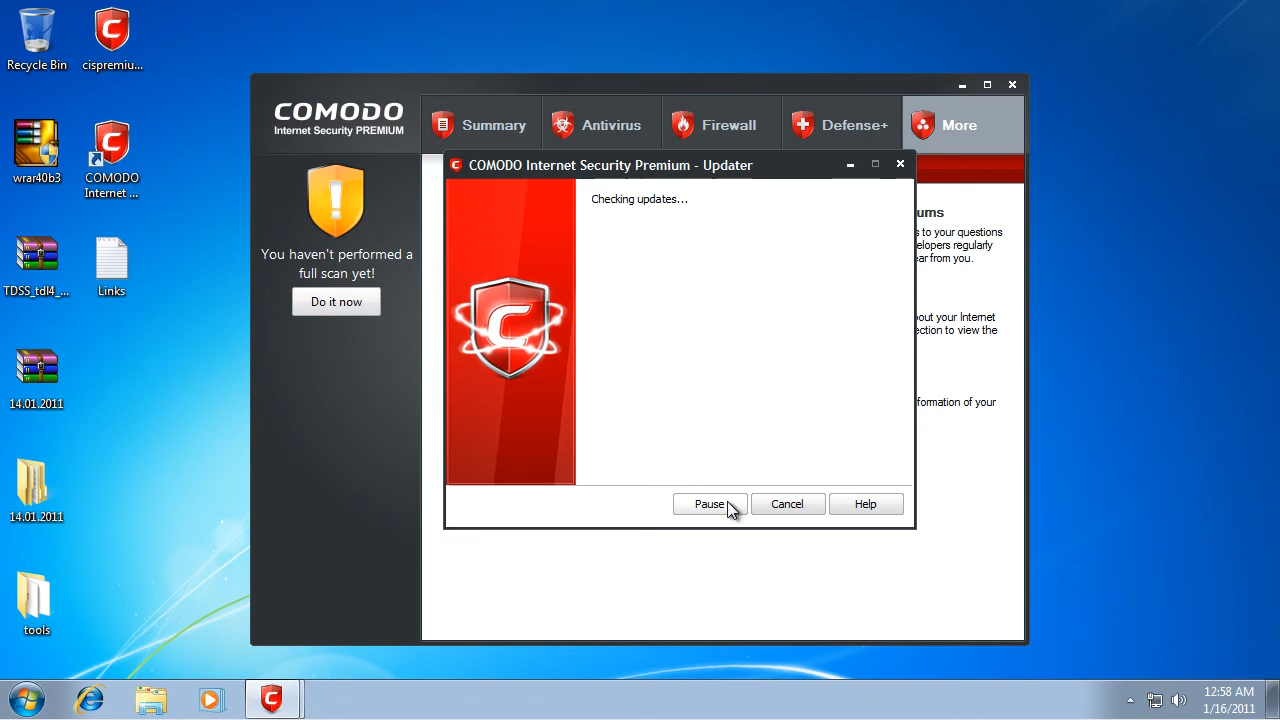 Recycle Bin
cispremiu...
wrar40b3
COMODO
Internet ...
TDSS_tdl4_...
Links
14.01.2011
14.01.2011
tools
COMODO
Internet Security PREMIUM
Summary
Antivirus
Firewall
Defense+
More
You haven't performed a
full scan yet!
Do it now
COMODO Internet Security Premium - Updater
Checking updates...
Pause
Cancel
Help
ums
s to your questions
elopers regularly
ear from you.
out your Internet
ection to view the
formation of your
12:58 AM
1/16/2011